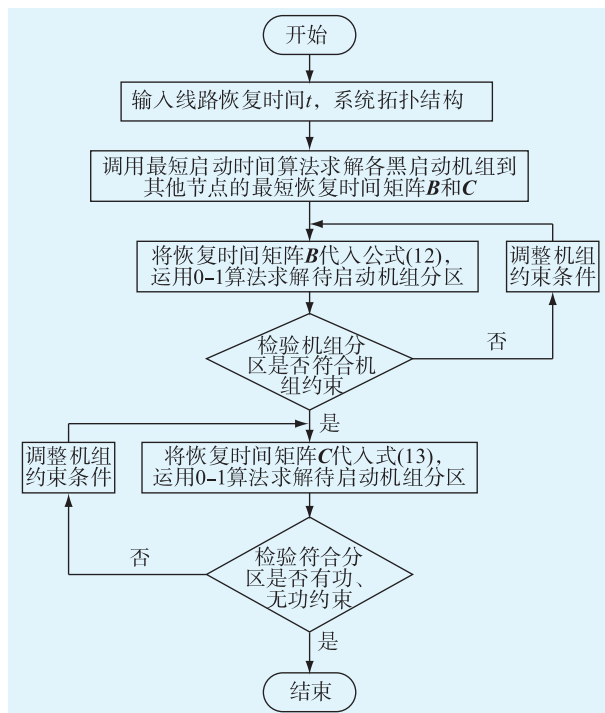 开始
输入线路恢复时间t，系统拓扑结构
调用最短启动时间算法求解各黑启动机组到
其他节点的最短恢复时间矩阵B和C
将恢复时间矩阵B代入公式(12)，
运用0-1算法求解待启动机组分区
调整机组
约束条件
检验机组分
区是否符合机
组约束
否
是
调整机组
约束条件
将恢复时间矩阵C代入式(13)，
运用0-1算法求解待启动机组分区
否
检验符合分
区是否有功、
无功约束
是
结束